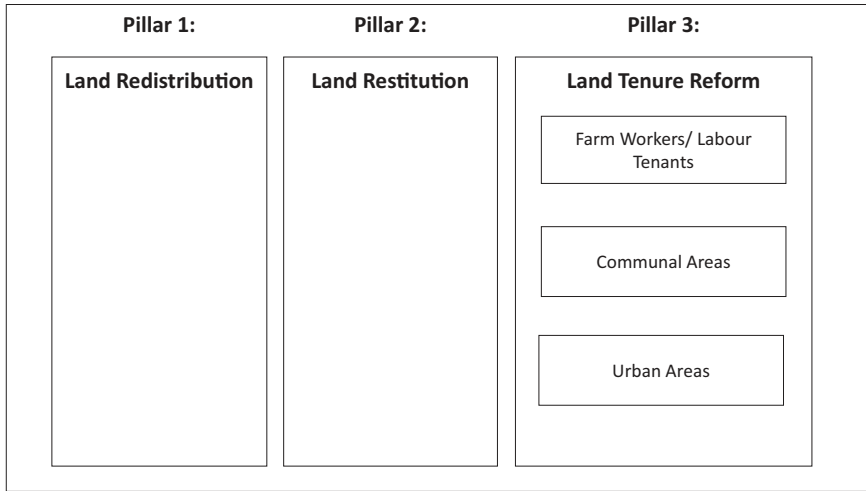 Pillar 1:
Pillar 2:
Pillar 3:
Land Redistribution
Land Restitution
Land Tenure Reform
Farm Workers/ Labour
Tenants
Communal Areas
Urban Areas